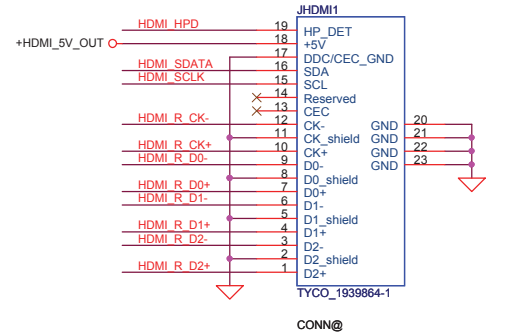 JHDMI1
HDMI_HPD 19 HP_DET
+HDMI_5V_OUT 18 +5V
17 DDC/CEC_GND
HDMI_SDATA 16 SDA
HDMI_SCLK 15 SCL
14 Reserved
13 CEC
HDMI_R_CK- 12 CK- GND 20
11 CK_shield GND 21
HDMI_R_CK+ 10 CK+ GND 22
HDMI_R_D0- 9 D0- GND 23
8 D0_shield
HDMI_R_D0+ 7 D0+
HDMI_R_D1- 6 D1-
5 D1_shield
HDMI_R_D1+ 4 D1+
HDMI_R_D2- 3 D2-
2 D2_shield
HDMI_R_D2+ 1 D2+
TYCO_1939864-1
CONN@